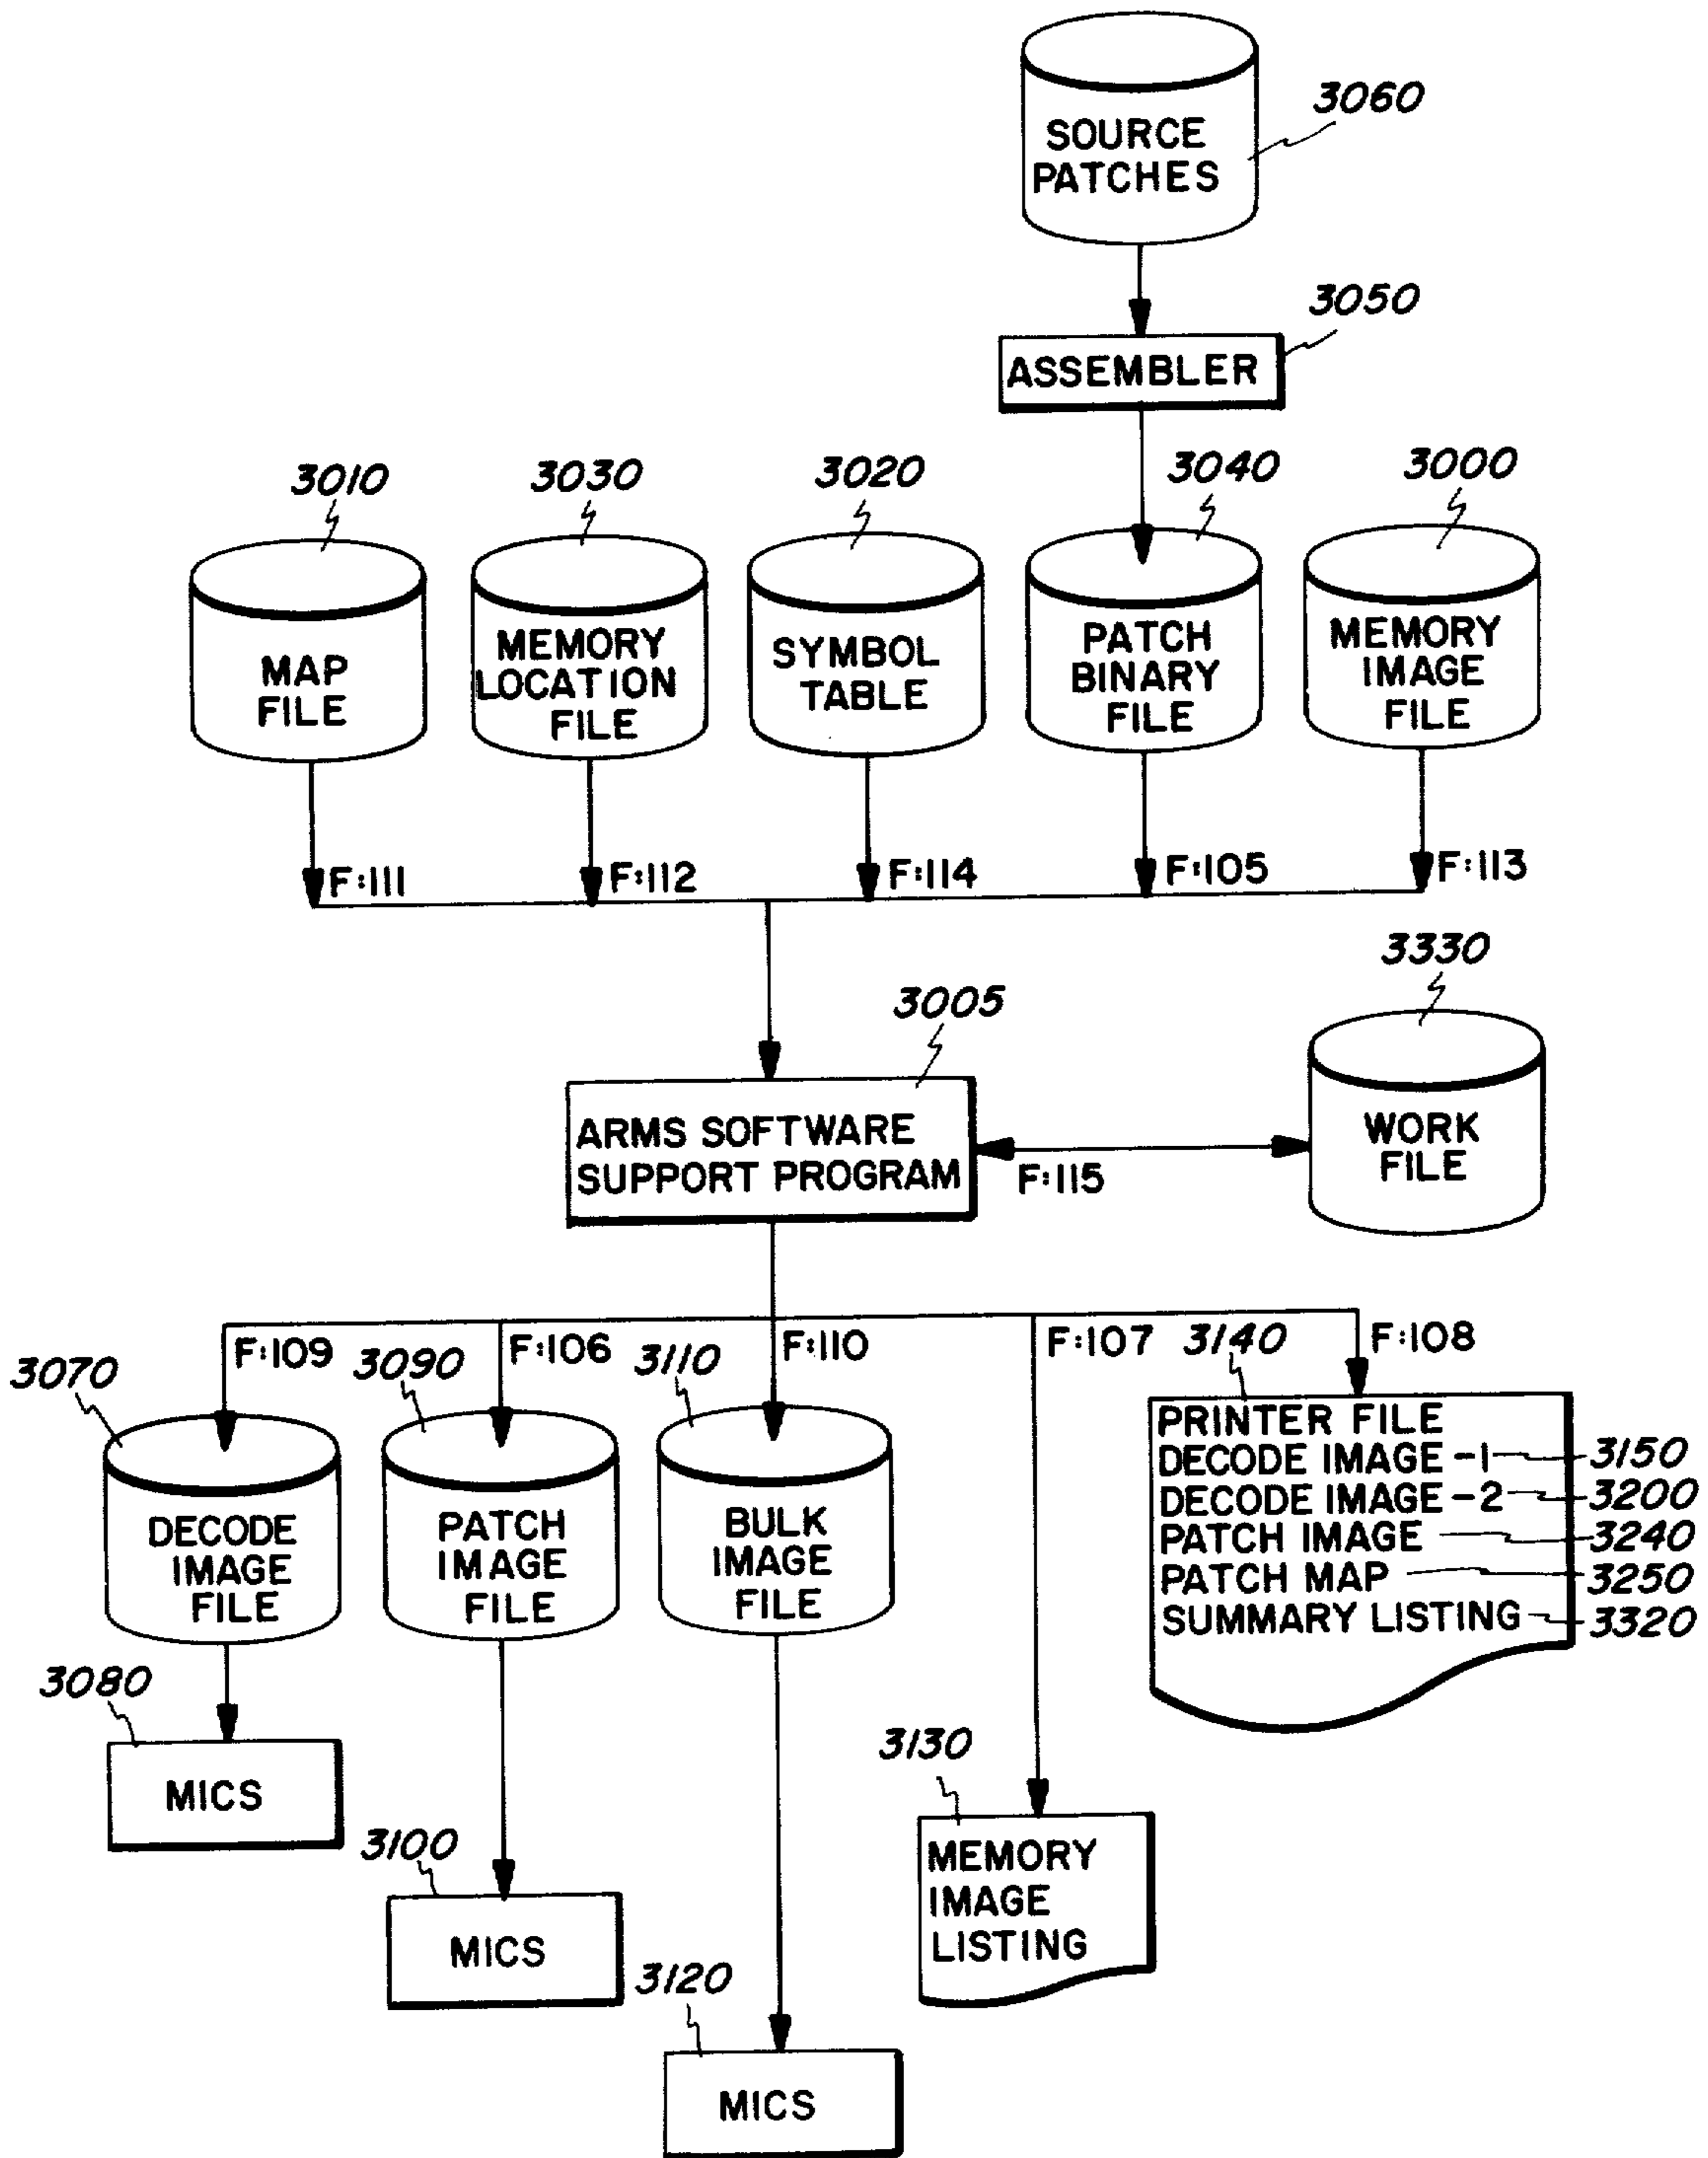 3060
SOURCE
PATCHES
3050
ASSEMBLER
3010
3030
3020
3040
3000
MAP
FILE
MEMORY
LOCATION
FILE
SYMBOL
TABLE
PATCH
BINARY
FILE
MEMORY
IMAGE
FILE
F:111
F:112
F:114
F:105
F:113
3330
3005
ARMS SOFTWARE
SUPPORT PROGRAM
F:115
WORK
FILE
F:109
F:106
F:110
F:107
F:108
3070
3090
3110
3140
DECODE
IMAGE
FILE
PATCH
IMAGE
FILE
BULK
IMAGE
FILE
PRINTER FILE
DECODE IMAGE -1 3150
DECODE IMAGE -2 3200
PATCH IMAGE 3240
PATCH MAP 3250
SUMMARY LISTING 3320
3080
MICS
3100
MICS
3120
MICS
3130
MEMORY
IMAGE
LISTING